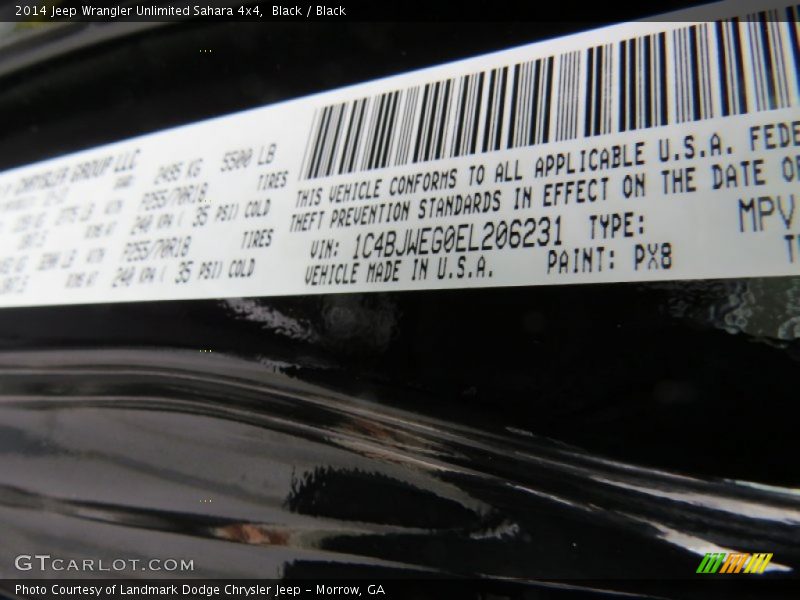 2014 Jeep Wrangler Unlimited Sahara 4x4, Black / Black
CHRYSLER GROUP LLC
2495 KG 5500 LB
P255/70R18 TIRES
240 KPA ( 35 PSI) COLD
P255/70R18 TIRES
240 KPA ( 35 PSI) COLD
THIS VEHICLE CONFORMS TO ALL APPLICABLE U.S.A. FEDE
THEFT PREVENTION STANDARDS IN EFFECT ON THE DATE OF
VIN: 1C4BJWEG0EL206231 TYPE: MPV
VEHICLE MADE IN U.S.A. PAINT: PX8
GTCARLOT.COM
Photo Courtesy of Landmark Dodge Chrysler Jeep - Morrow, GA